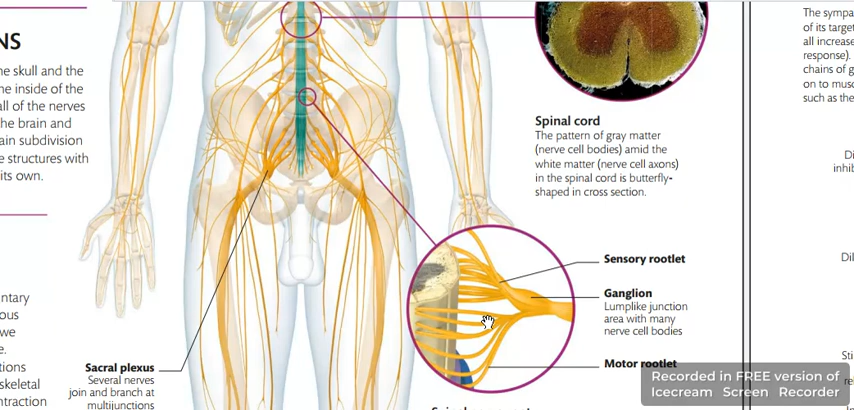 NS
he skull and the
he inside of the
all of the nerves
he brain and
ain subdivision
e structures with
its own.
ntary
ous
we
e.
tions
skeletal
ntraction
Sacral plexus
Several nerves
join and branch at
multijunctions
Spinal cord
The pattern of gray matter
(nerve cell bodies) amid the
white matter (nerve cell axons)
in the spinal cord is butterfly-
shaped in cross section.
Sensory rootlet
Ganglion
Lumplike junction
area with many
nerve cell bodies
Motor rootlet
The sympa
of its target
all increase
response).
chains of g
on to musc
such as the
Di
inhib
Dil
Sti
re
Recorded in FREE version of
Icecream Screen Recorder